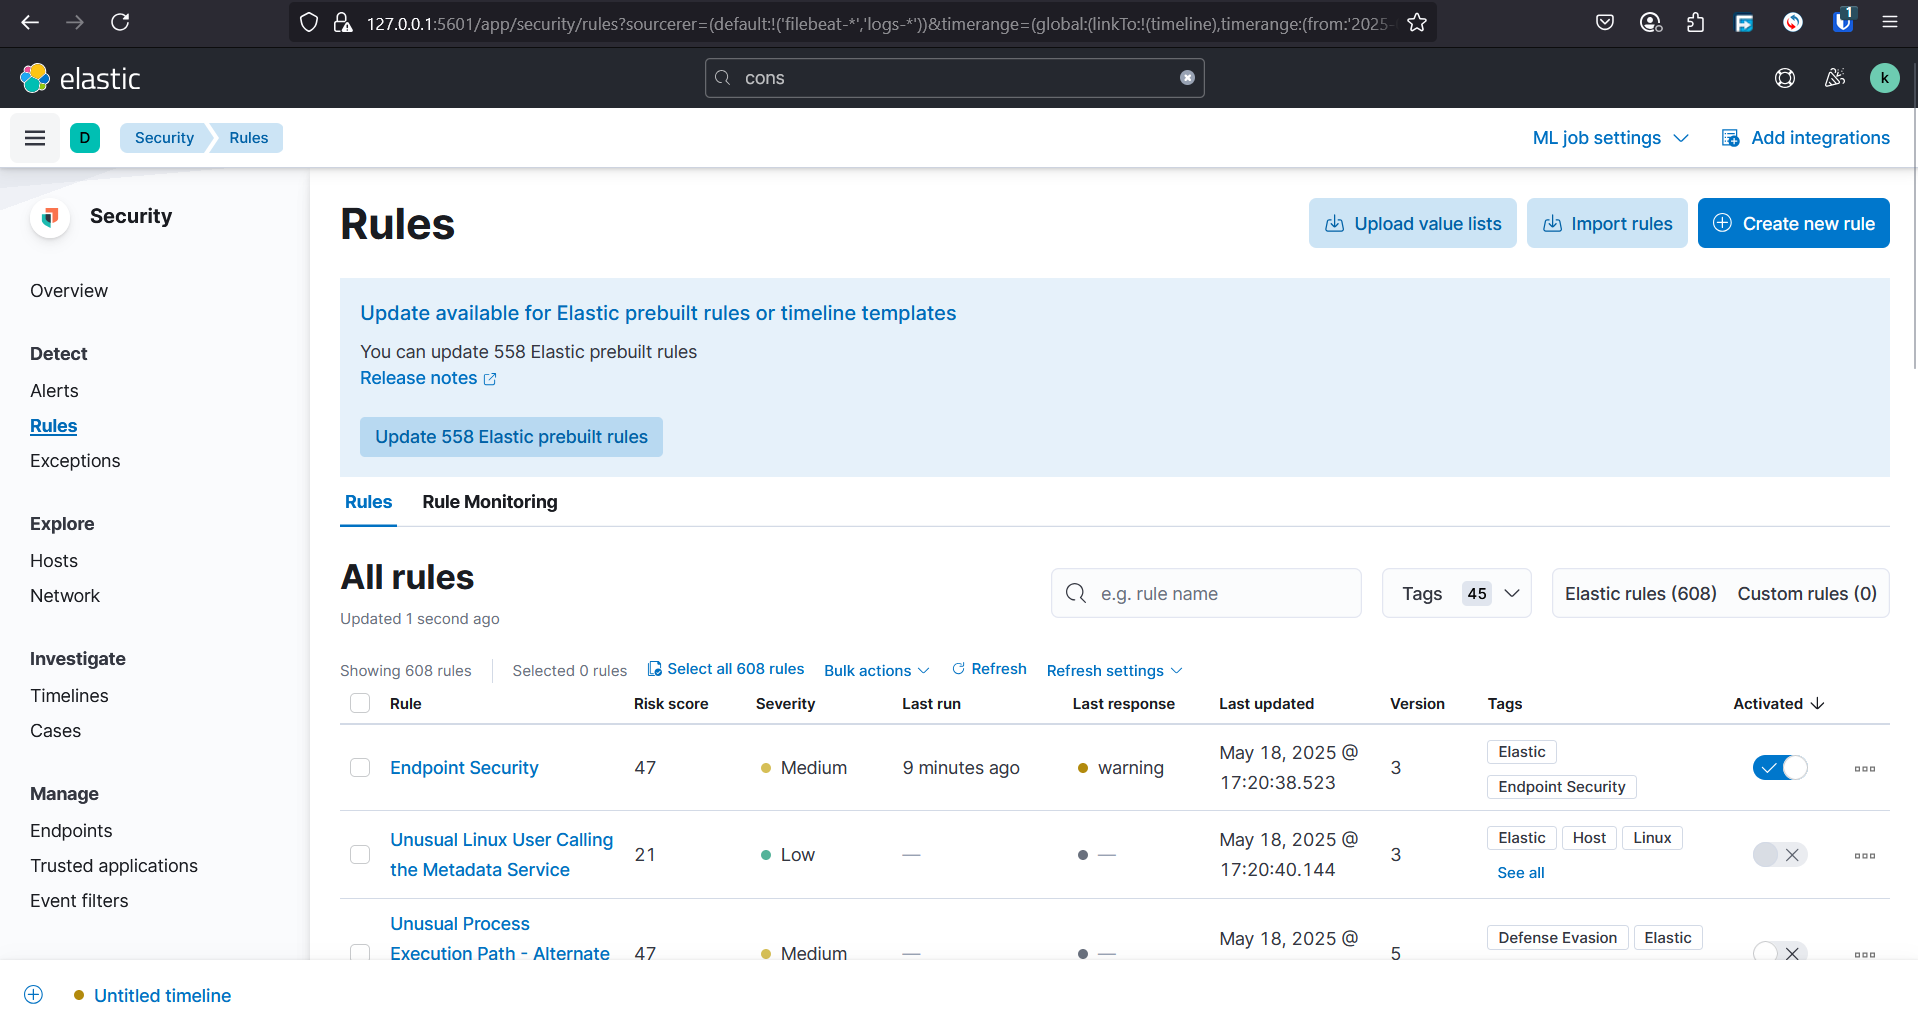 127.0.0.1:5601/app/security/rules?sourcerer=(default:!('filebeat-*','logs-*'))&timerange=(global:(linkTo:!(timeline),timerange:(from:'2025-
1
elastic
cons
k
D
Security
Rules
ML job settings
Add integrations
Security
Overview
Detect
Alerts
Rules
Exceptions
Explore
Hosts
Network
Investigate
Timelines
Cases
Manage
Endpoints
Trusted applications
Event filters
Rules
Upload value lists
Import rules
Create new rule
Update available for Elastic prebuilt rules or timeline templates
You can update 558 Elastic prebuilt rules
Release notes
Update 558 Elastic prebuilt rules
Rules
Rule Monitoring
All rules
Updated 1 second ago
e.g. rule name
Tags 45
Elastic rules (608)
Custom rules (0)
Showing 608 rules
Selected 0 rules
Select all 608 rules
Bulk actions
Refresh
Refresh settings
Rule
Risk score
Severity
Last run
Last response
Last updated
Version
Tags
Activated
Endpoint Security
47
Medium
9 minutes ago
warning
May 18, 2025 @
17:20:38.523
3
Elastic
Endpoint Security
Unusual Linux User Calling
the Metadata Service
21
Low
—
—
May 18, 2025 @
17:20:40.144
3
Elastic
Host
Linux
See all
Unusual Process
Execution Path - Alternate
47
Medium
—
—
May 18, 2025 @
5
Defense Evasion
Elastic
Untitled timeline